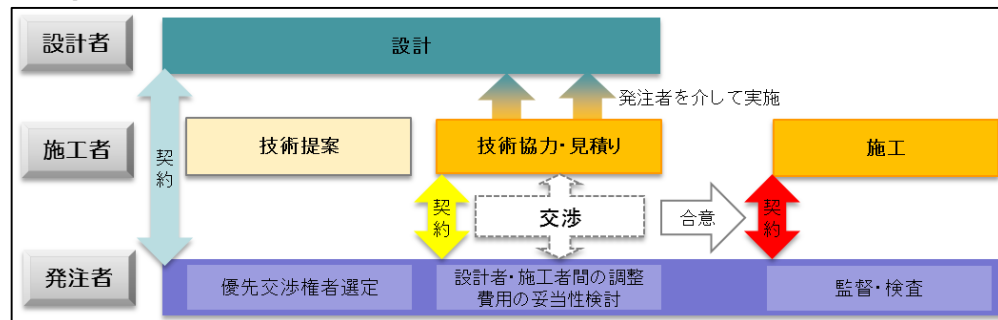 設計者
設計
発注者を介して実施
施工者
技術提案
技術協力・見積り
施工
契約
契約
交渉
合意
契約
発注者
優先交渉権者選定
設計者・施工者間の調整
費用の妥当性検討
監督・検査